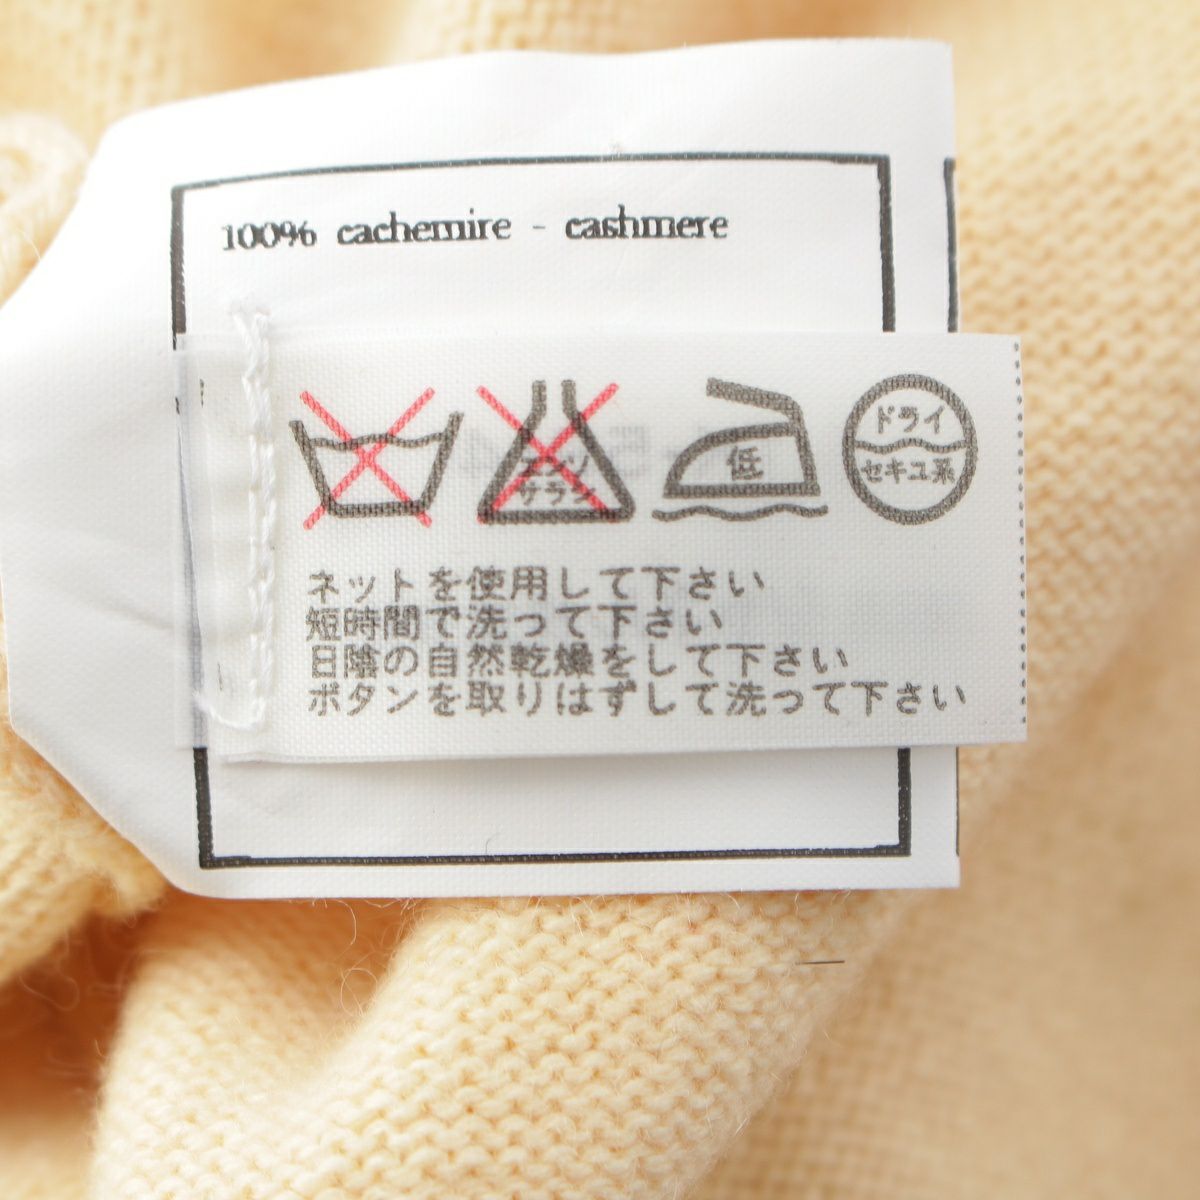 100% cachemire - cashmere
エンソ
サラシ
低
ドライ
セキユ系
ネットを使用して下さい
短時間で洗って下さい
日陰の自然乾燥をして下さい
ボタンを取りはずして洗って下さい